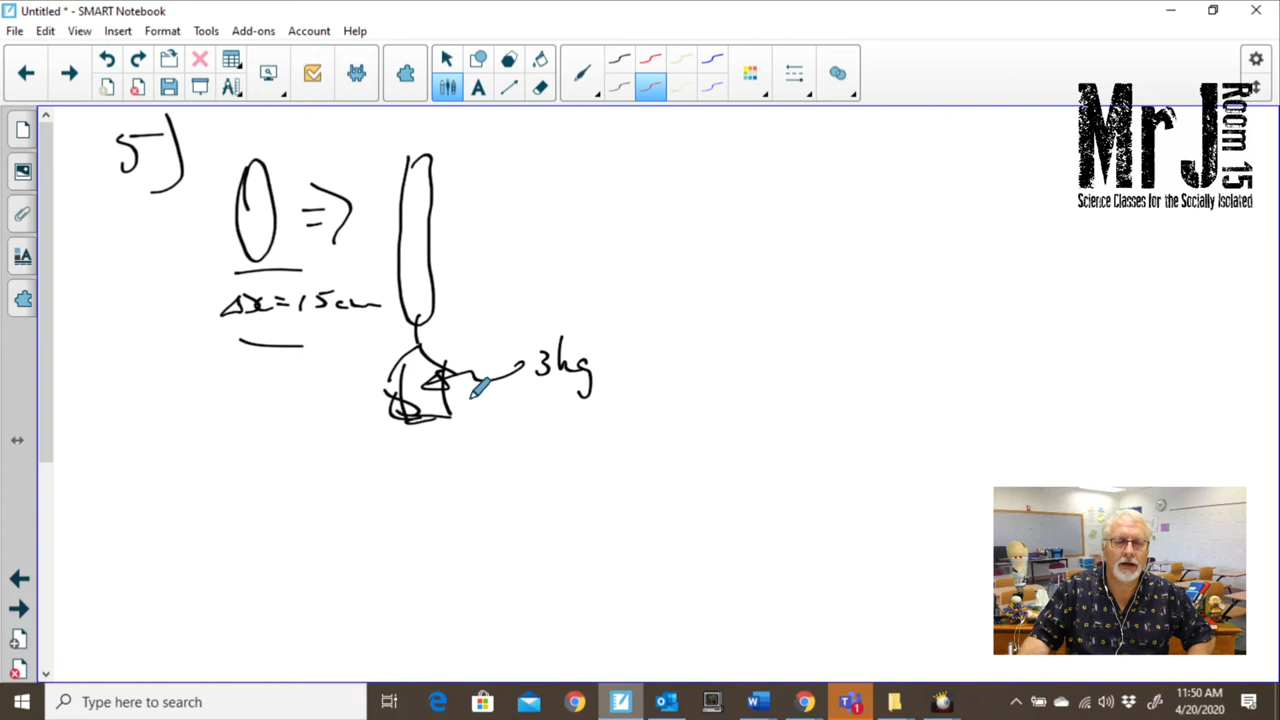 Untitled * - SMART Notebook
File Edit View Insert Format Tools Add-ons Account Help
MrJ
Room 15
Science Classes for the Socially Isolated
5)
=>
Δx=15cm
3kg
Type here to search
1
11:50 AM
4/20/2020